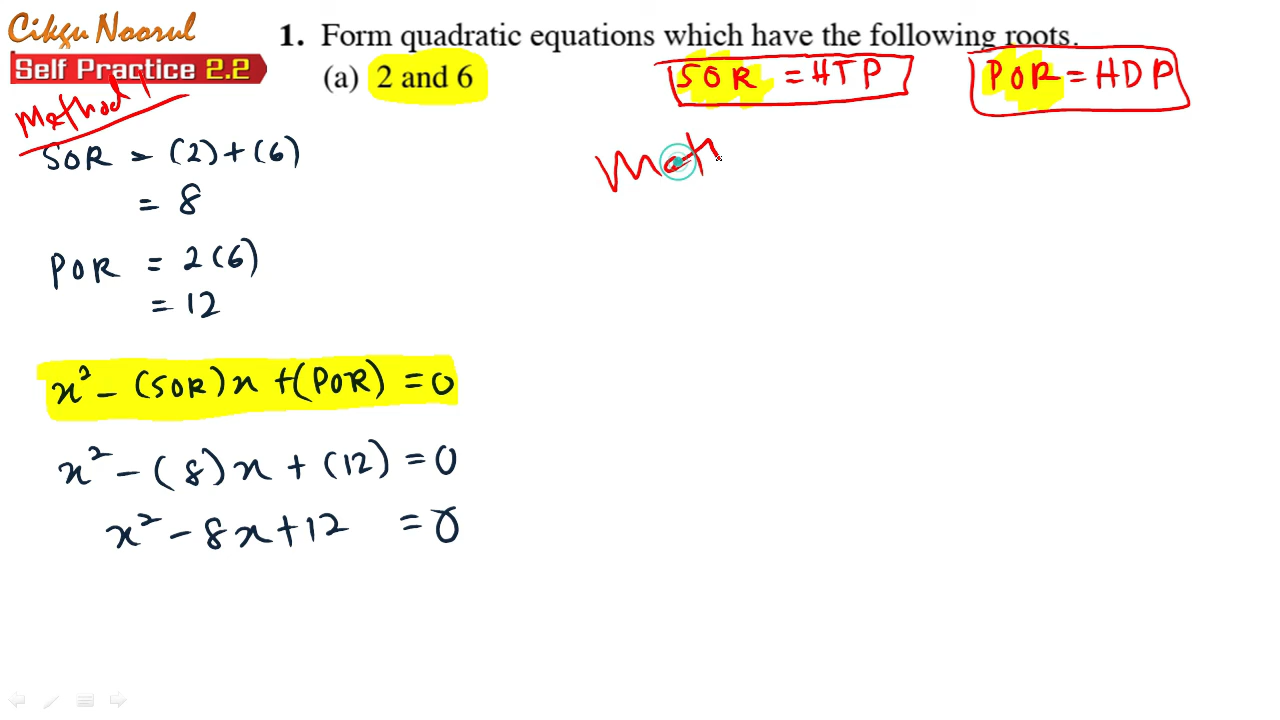 Cikgu Noorul
Self Practice 2.2
1. Form quadratic equations which have the following roots.
(a) 2 and 6
SOR = HTP
POR = HDP
Method 1
SOR = (2)+(6)
= 8
POR = 2(6)
= 12
x² - (SOR)x + (POR) = 0
x² - (8)x + (12) = 0
x² - 8x + 12 = 0
Meth